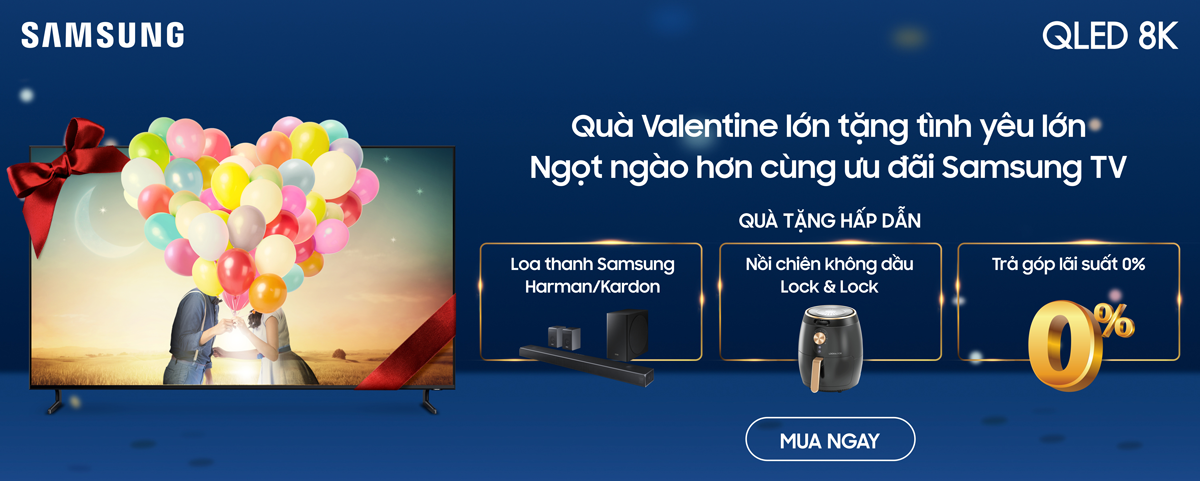 SAMSUNG
QLED 8K
Quà Valentine lớn tặng tình yêu lớn
Ngọt ngào hơn cùng ưu đãi Samsung TV
QUÀ TẶNG HẤP DẪN
Loa thanh Samsung
Harman/Kardon
Nồi chiên không dầu
Lock & Lock
Trả góp lãi suất 0%
0%
MUA NGAY